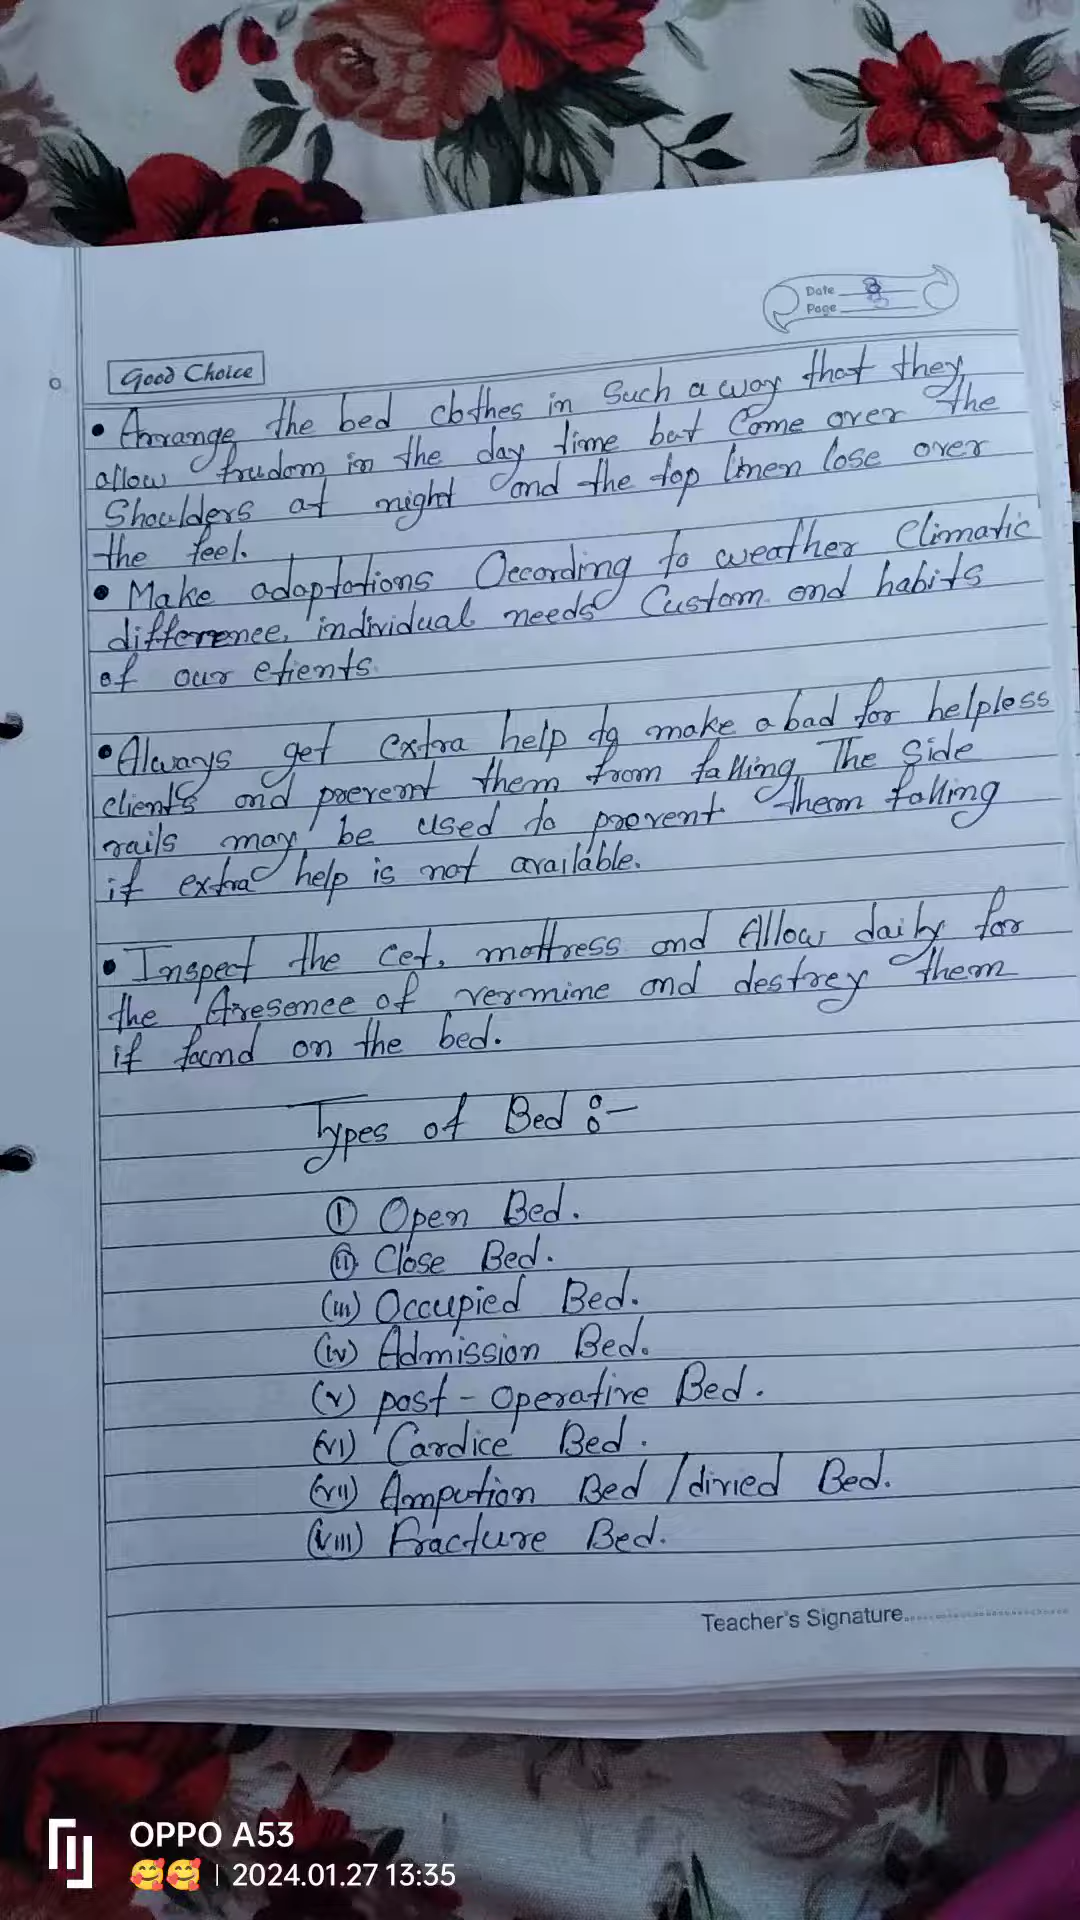 Date 8
Page
Good Choice
• Arrange the bed clothes in Such a way that they
allow frudom in the day time but Come over the
Shoulders at night and the top linen lose over
the feel.
• Make adaptations Occording to weather Climatic
difference, individual needs Custom and habits
of our etients.
• Always get extra help to make a bad for helpless
clients and prevent them from falling, The Side
rails may be used to prevent them falling
if extra help is not available.
• Inspect the Cet, mattress and Allow daily for
the Presence of vermine and destrey them
if found on the bed.
Types of Bed :-
(i) Open Bed.
(ii) Close Bed.
(iii) Occupied Bed.
(iv) Admission Bed.
(v) post - Operative Bed.
(vi) Cardice Bed.
(vii) Ampution Bed / divied Bed.
(viii) Fracture Bed.
Teacher's Signature
OPPO A53
🥰🥰 | 2024.01.27 13:35